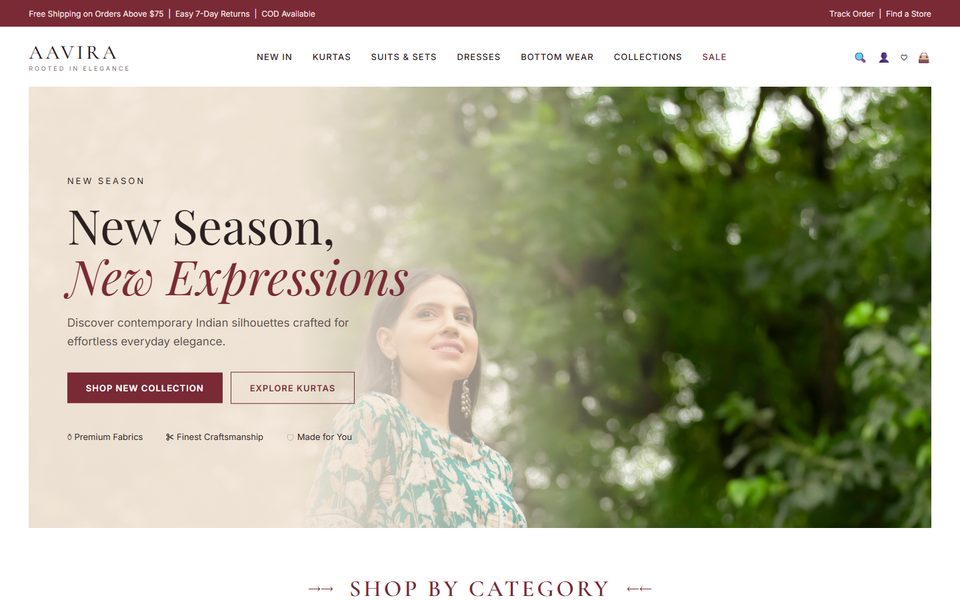 Free Shipping on Orders Above $75 | Easy 7-Day Returns | COD Available
Track Order | Find a Store
AAVIRA
ROOTED IN ELEGANCE
NEW IN KURTAS SUITS & SETS DRESSES BOTTOM WEAR COLLECTIONS SALE
NEW SEASON
New Season,
New Expressions
Discover contemporary Indian silhouettes crafted for
effortless everyday elegance.
SHOP NEW COLLECTION
EXPLORE KURTAS
Premium Fabrics
Finest Craftsmanship
Made for You
SHOP BY CATEGORY